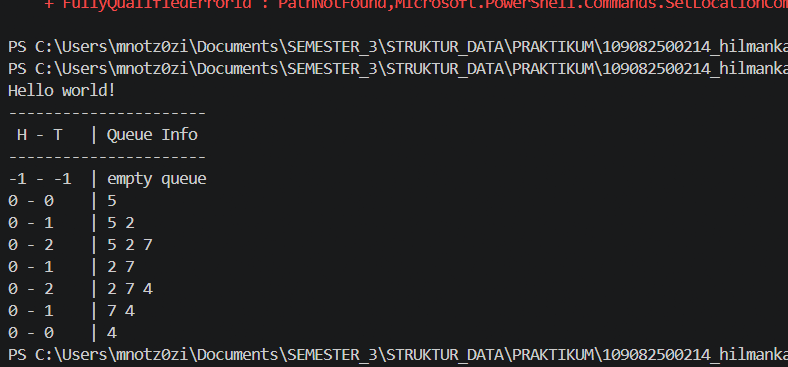 + FullyQualifiedErrorId : PathNotFound,Microsoft.PowerShell.Commands.SetLocationCom
PS C:\Users\mnotz0zi\Documents\SEMESTER_3\STRUKTUR_DATA\PRAKTIKUM\109082500214_hilmanka
PS C:\Users\mnotz0zi\Documents\SEMESTER_3\STRUKTUR_DATA\PRAKTIKUM\109082500214_hilmanka
Hello world!
----------------------
 H - T   | Queue Info
----------------------
-1 - -1  | empty queue
0 - 0    | 5
0 - 1    | 5 2
0 - 2    | 5 2 7
0 - 1    | 2 7
0 - 2    | 2 7 4
0 - 1    | 7 4
0 - 0    | 4
PS C:\Users\mnotz0zi\Documents\SEMESTER_3\STRUKTUR_DATA\PRAKTIKUM\109082500214_hilmanka